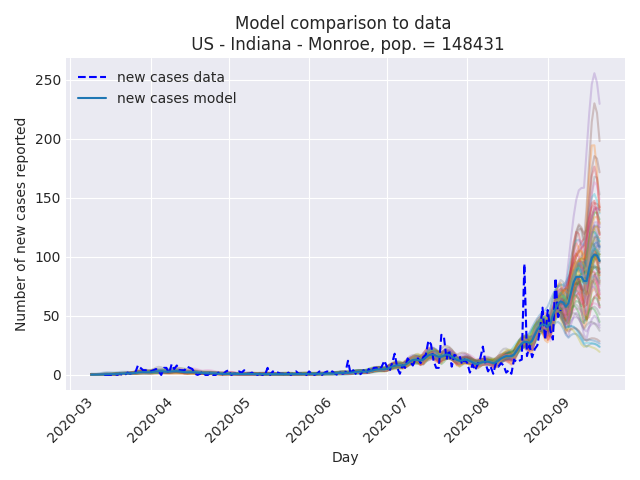 Model comparison to data
US - Indiana - Monroe, pop. = 148431
new cases data
new cases model
Number of new cases reported
250
200
150
100
50
0
2020-03
2020-04
2020-05
2020-06
2020-07
2020-08
2020-09
Day